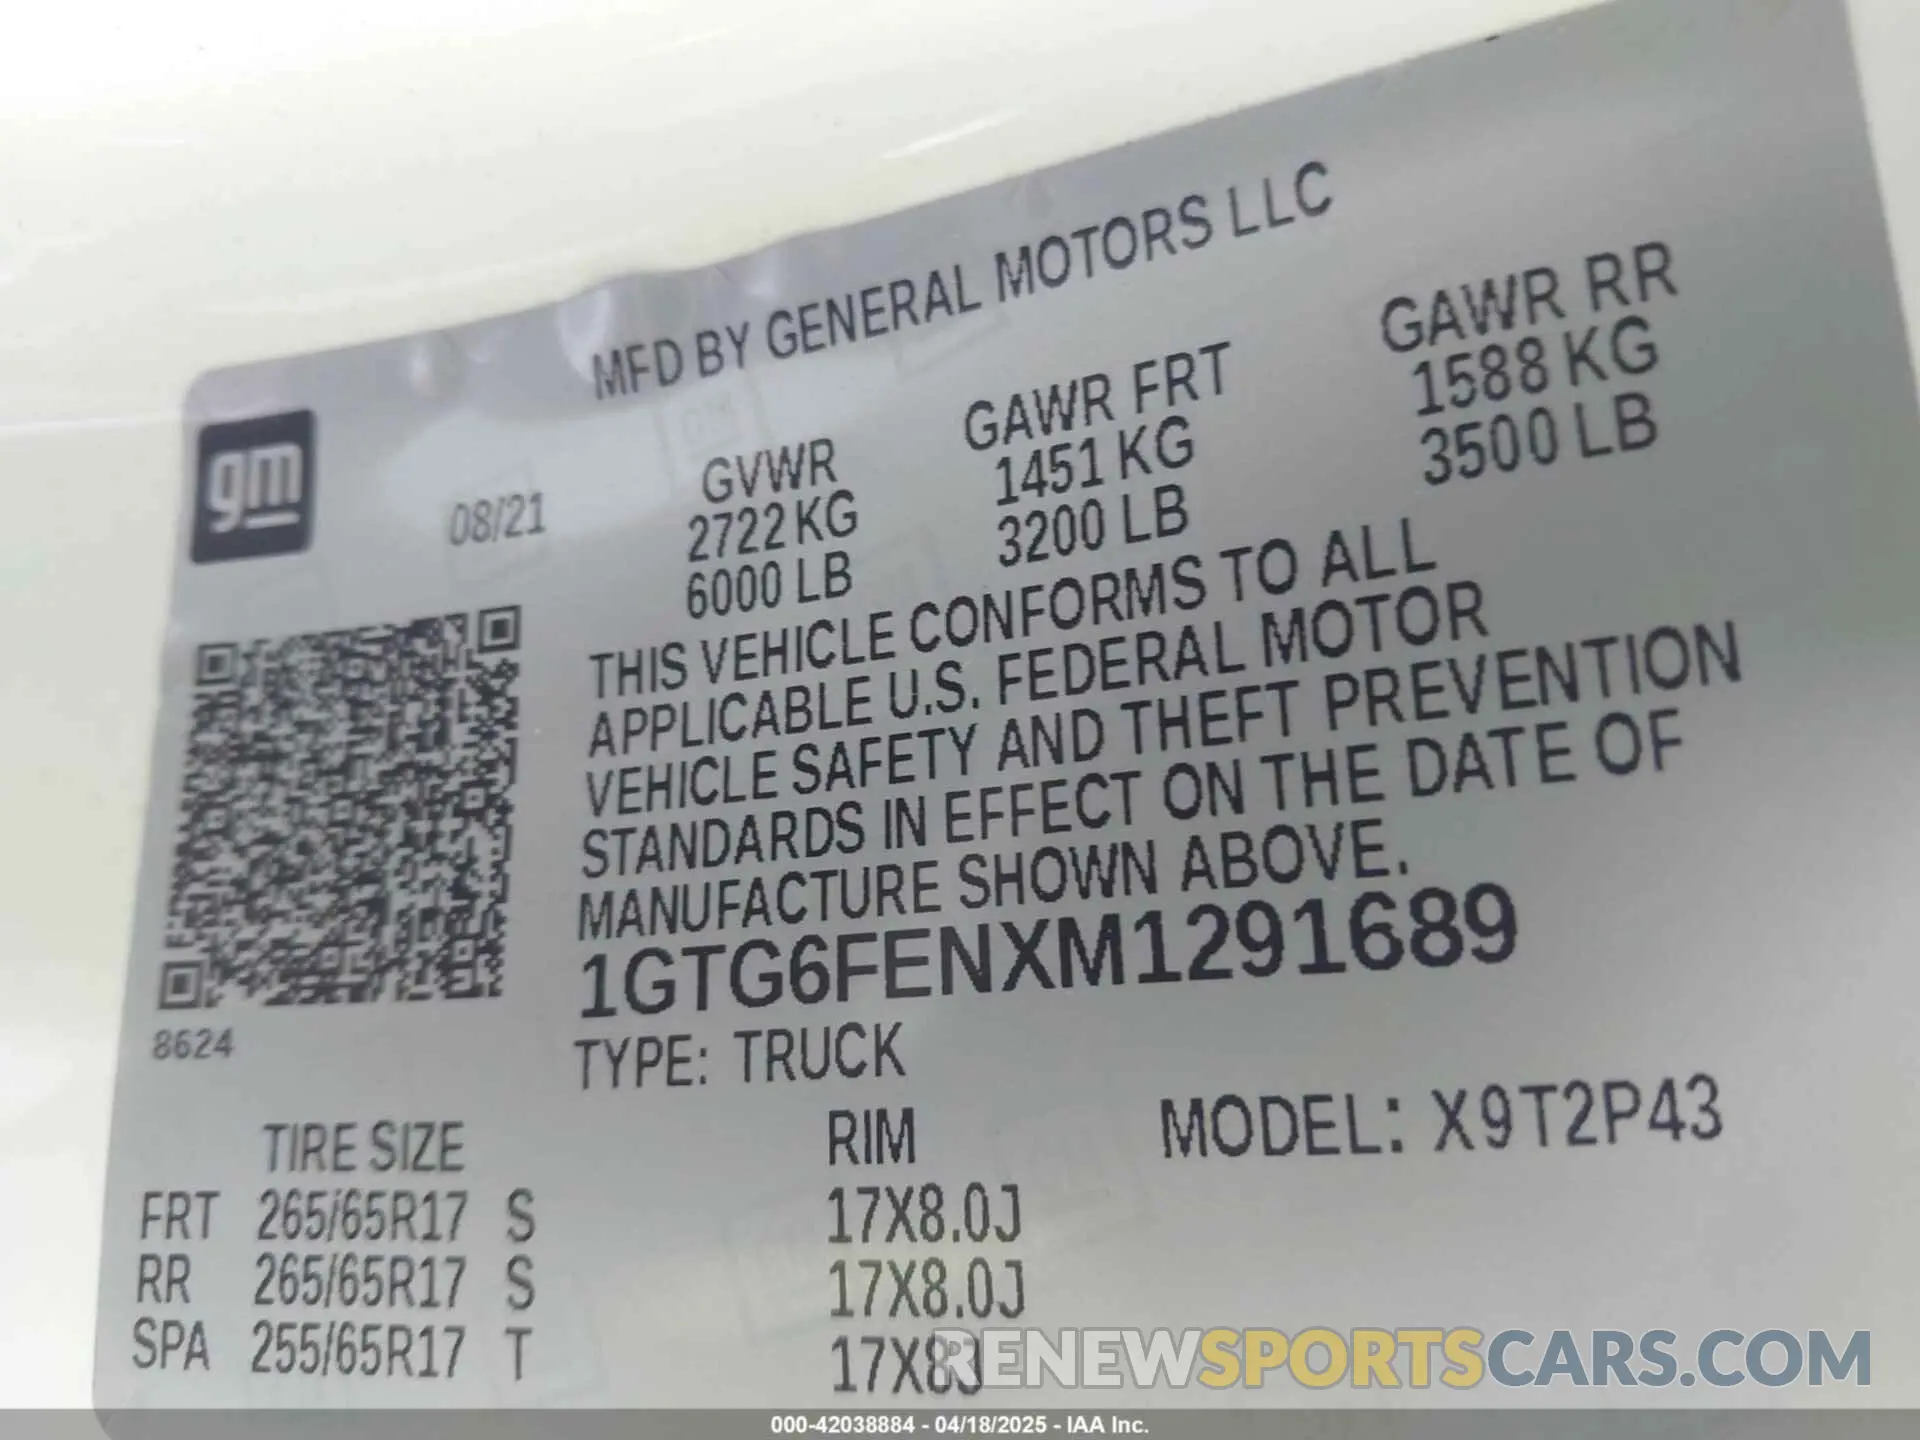 MFD BY GENERAL MOTORS LLC
gm
08/21
GVWR
2722 KG
6000 LB
GAWR FRT
1451 KG
3200 LB
GAWR RR
1588 KG
3500 LB
THIS VEHICLE CONFORMS TO ALL
APPLICABLE U.S. FEDERAL MOTOR
VEHICLE SAFETY AND THEFT PREVENTION
STANDARDS IN EFFECT ON THE DATE OF
MANUFACTURE SHOWN ABOVE.
1GTG6FENXM1291689
8624
TYPE: TRUCK
MODEL: X9T2P43
TIRE SIZE RIM
FRT 265/65R17 S 17X8.0J
RR 265/65R17 S 17X8.0J
SPA 255/65R17 T 17X8J
RENEWSPORTSCARS.COM
000-42038884 - 04/18/2025 - IAA Inc.